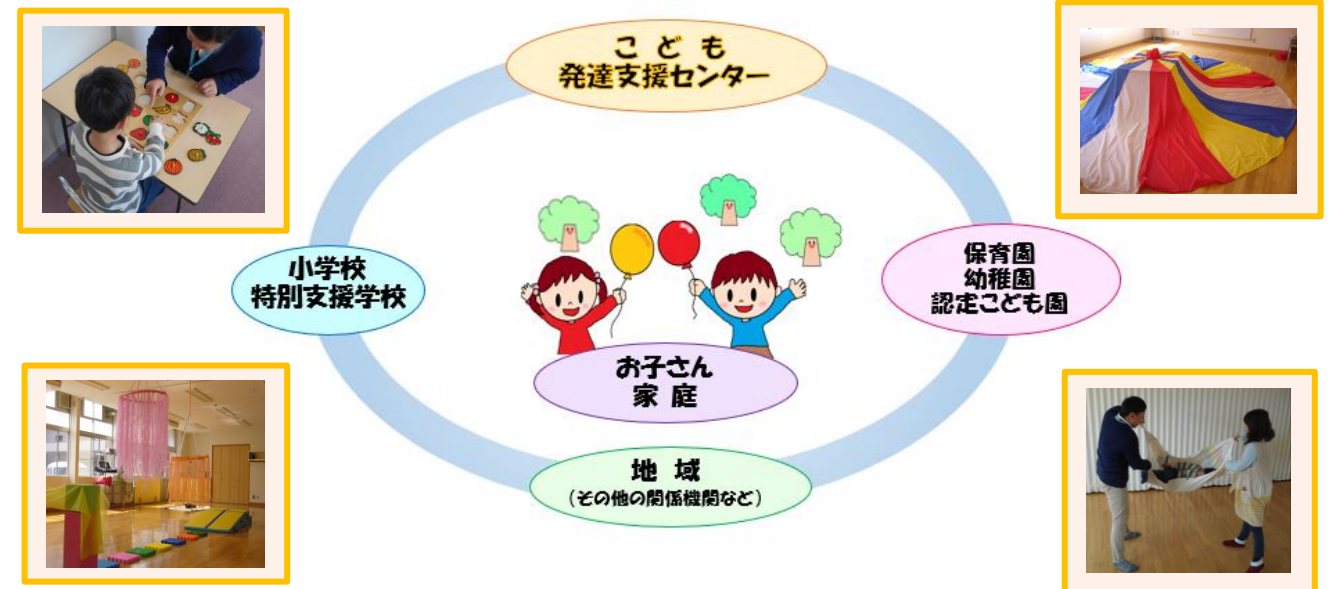 こ ど も
発達支援センター
小学校
特別支援学校
保育園
幼稚園
認定こども園
お子さん
家 庭
地 域
(その他の関係機関など)